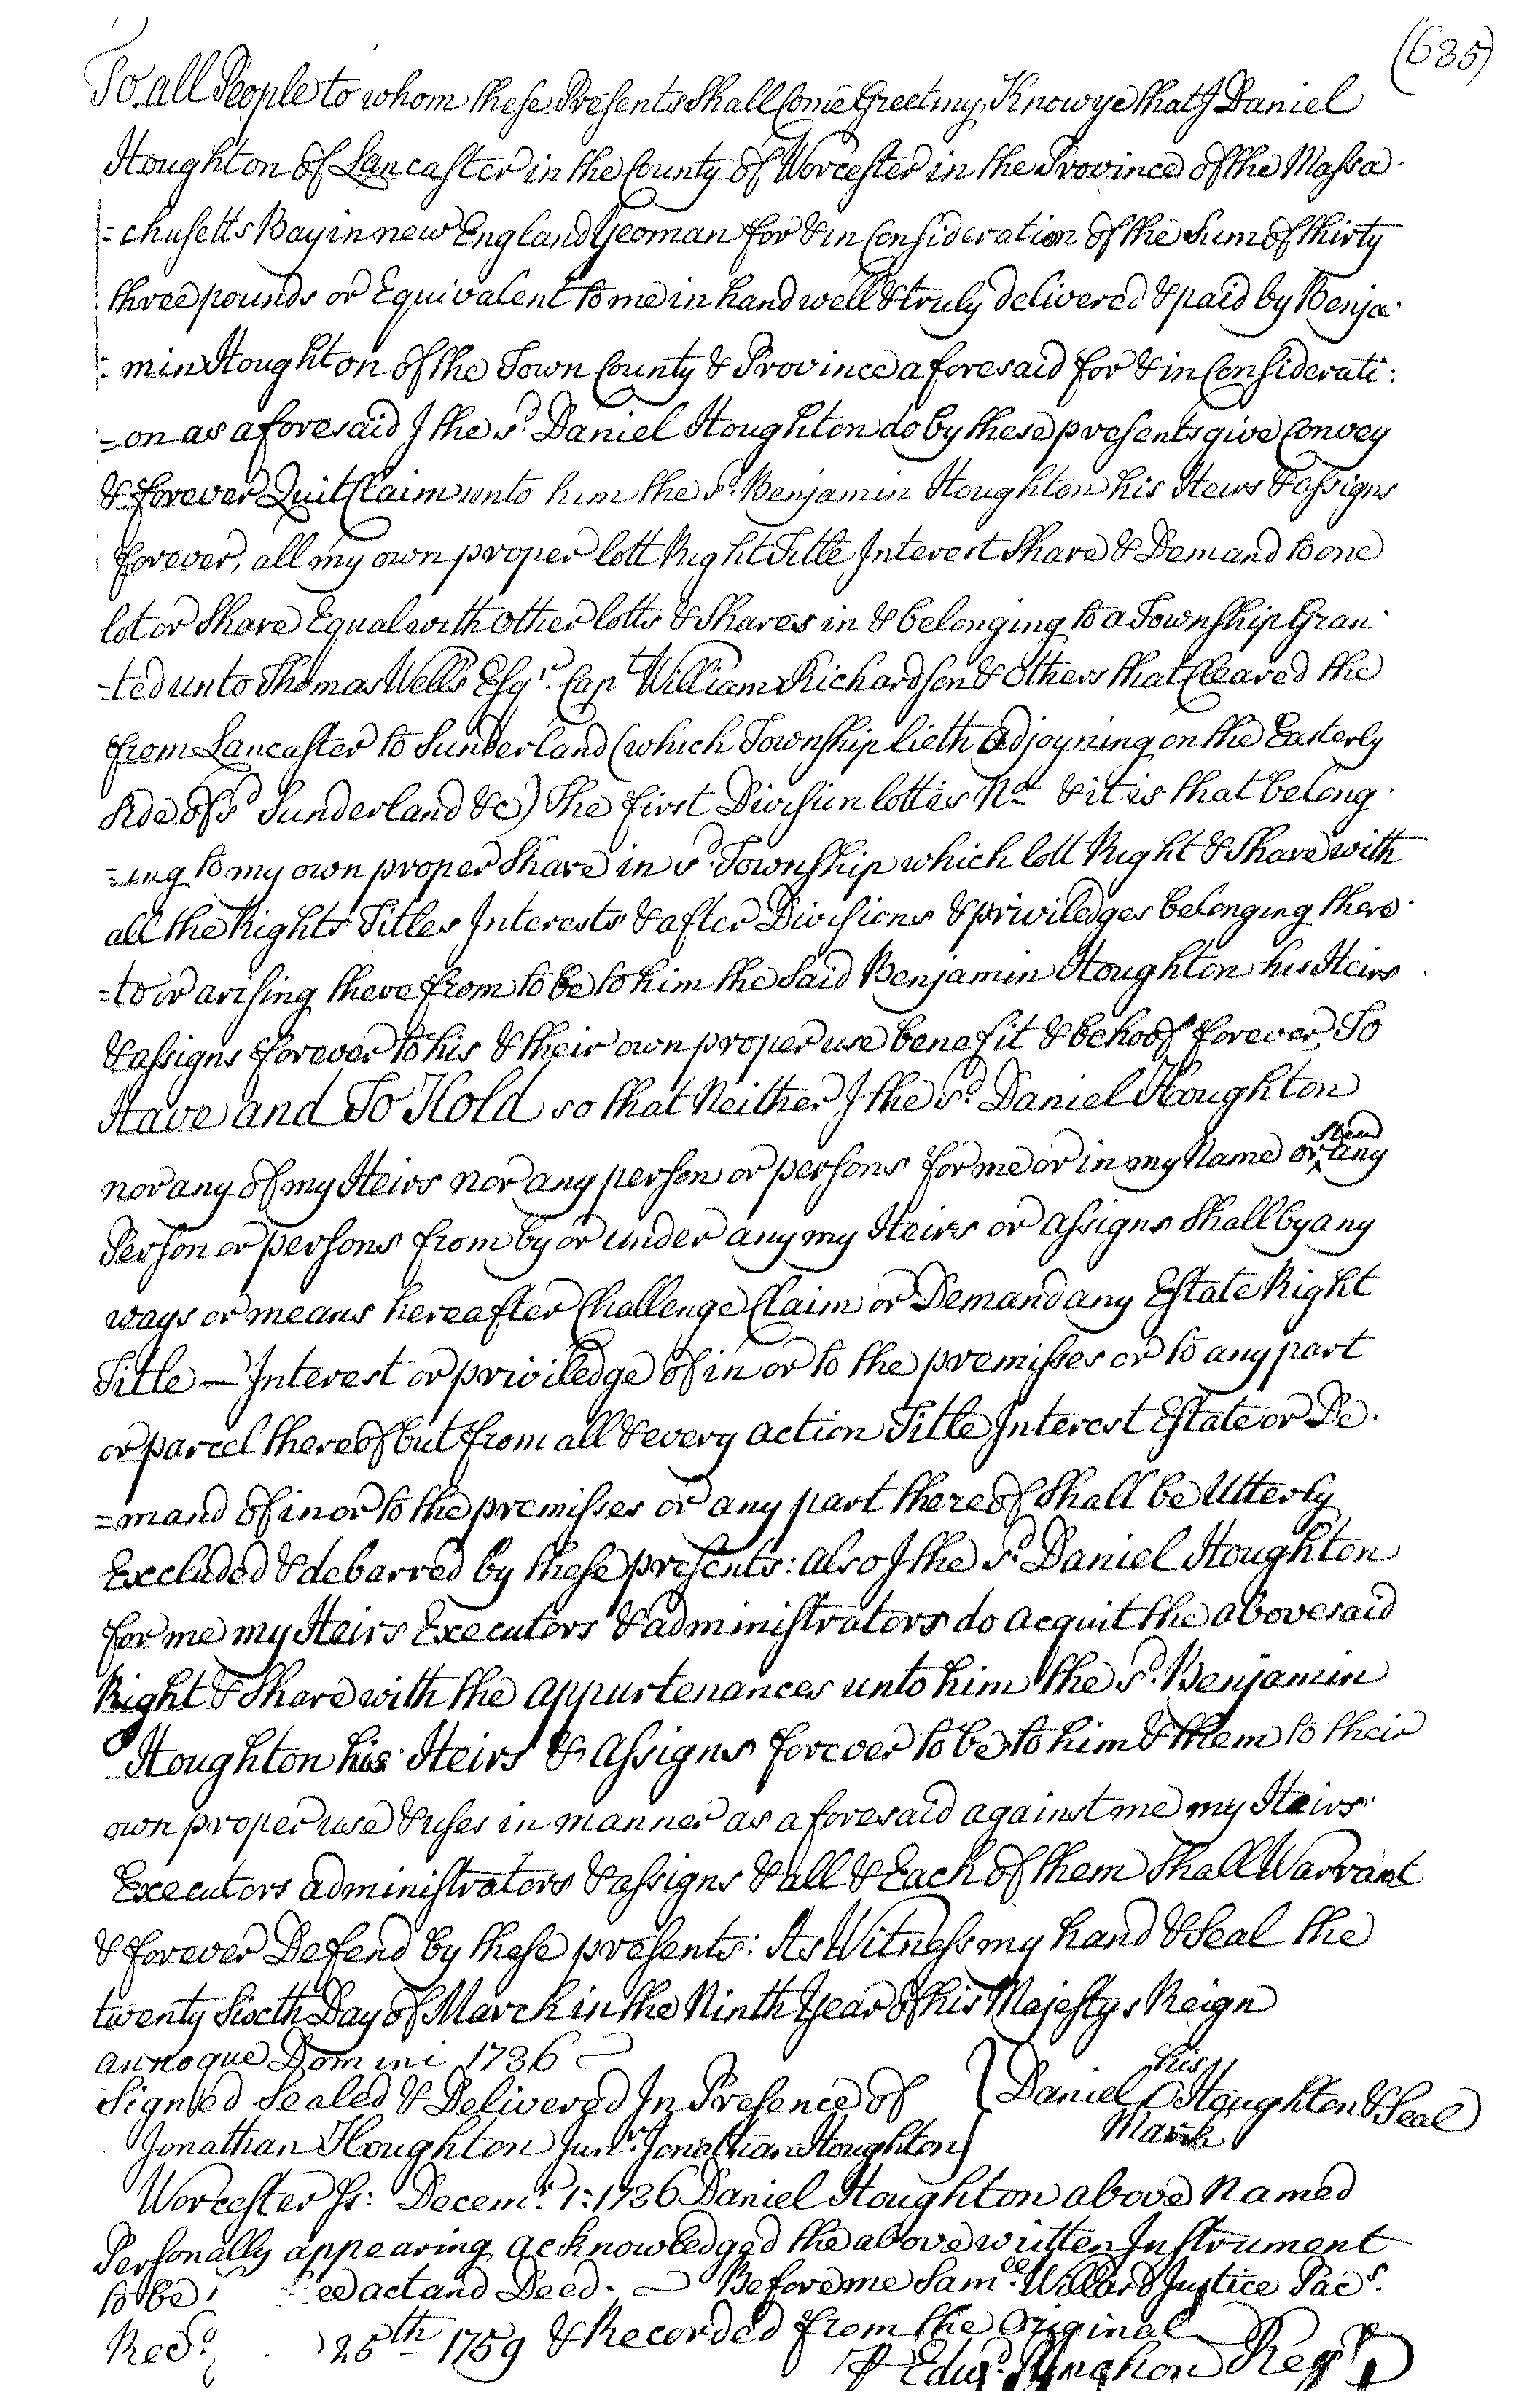 (635)
To all People to whom these Presents Shall Come Greeting, Know ye that I Daniel
Houghton of Lancaster in the County of Worcester in the Province of the Massa-
=chusetts Bay in new England Yeoman for & in Consideration of the Sum of thirty
three pounds or Equivalent to me in hand well & truly delivered & paid by Benja-
=min Houghton of the Town County & Province aforesaid for & in Considerati:
=on as aforesaid I the sd. Daniel Houghton do by these presents give Convey
& forever Quit Claim unto him the sd. Benjamin Houghton his Heirs & assigns
forever, all my own proper lott Right Title Interest Share & Demand to one
lot or Share Equal with other lotts & Shares in & belonging to a Township Gran-
-ted unto Thomas Wells Esqr. Capt William Richardson & Others that Cleared the
from Lancaster to Sunderland (which Township lieth Adjoyning on the Easterly
side of sd Sunderland &c) The first Division lott is No. & it is that belong-
=ing to my own proper Share in sd. Township which lott Right & Share with
all the Rights Titles Interests & after Divisions & priviledges belonging there-
=to or arising therefrom to be to him the Said Benjamin Houghton his Heirs
& assigns forever to his & their own proper use benefit & behoof forever, To
Have and To Hold so that Neither I the sd. Daniel Houghton
nor any of my Heirs nor any person or persons for me or in my Name or Stead any
Person or persons from by or under any my Heirs or assigns Shall by any
ways or means hereafter Challenge Claim or Demand any Estate Right
Title — Interest or priviledge of in or to the premisses or to any part
or parcel thereof but from all & every action Title Interest Estate or De-
=mand of in or to the premisses or any part thereof Shall be Utterly
Excluded & debarred by these presents: also I the sd. Daniel Houghton
for me my Heirs Executors & administrators do acquit the abovesaid
Right & Share with the appurtenances unto him the sd. Benjamin
Houghton his Heirs & Assigns forever to be to him & them to their
own proper use & uses in manner as aforesaid against me my Heirs
Executors administrators & assigns & all & Each of them Shall Warrant
& forever Defend by these presents: As Witness my hand & Seal the
twenty Sixth Day of March in the Ninth Year of his Majestys Reign
annoque Domini 1736
Signed Sealed & Delivered In Presence of } Daniel his Mark Houghton & Seal
Jonathan Houghton Junr. Jonathan Houghton
Worcester Ss: Decemr. 1: 1736 Daniel Houghton above Named
Personally appearing acknowledged the above written Instrument
to be act and Deed. — Before me Saml. Willard Justice Pacs.
Recd. 25th 1759 & Recorded from the Original
⅌ Edwd. Regr